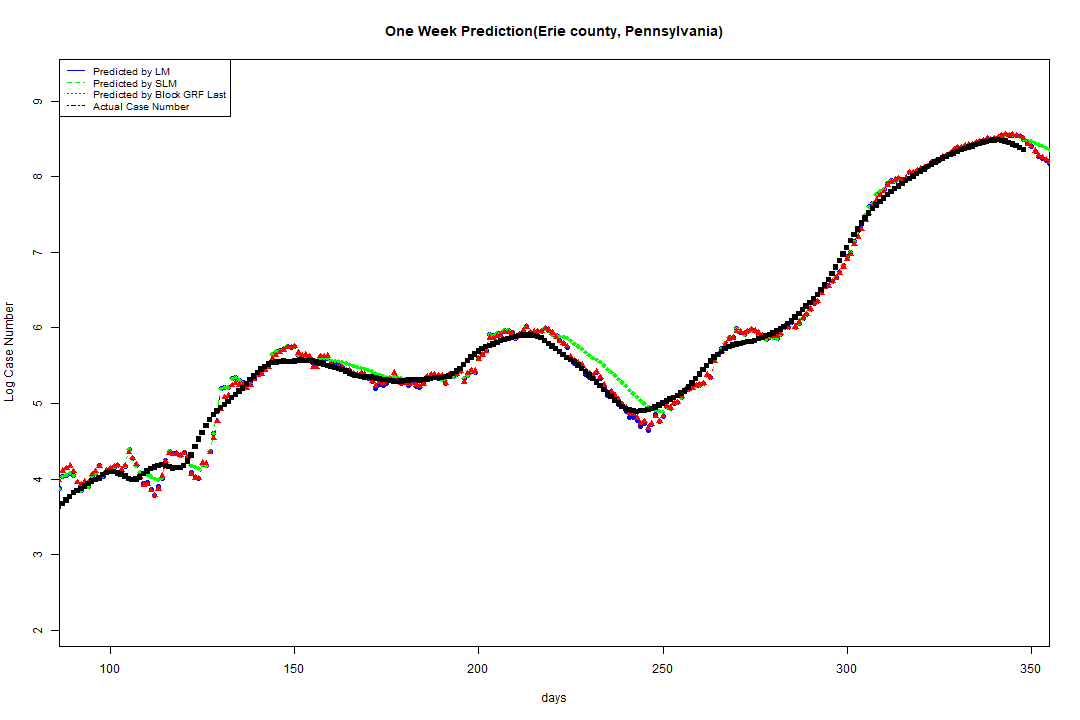 One Week Prediction(Erie county, Pennsylvania)
Predicted by LM
Predicted by SLM
Predicted by Block GRF Last
Actual Case Number
Log Case Number
9
8
7
6
5
4
3
2
100 150 200 250 300 350
days